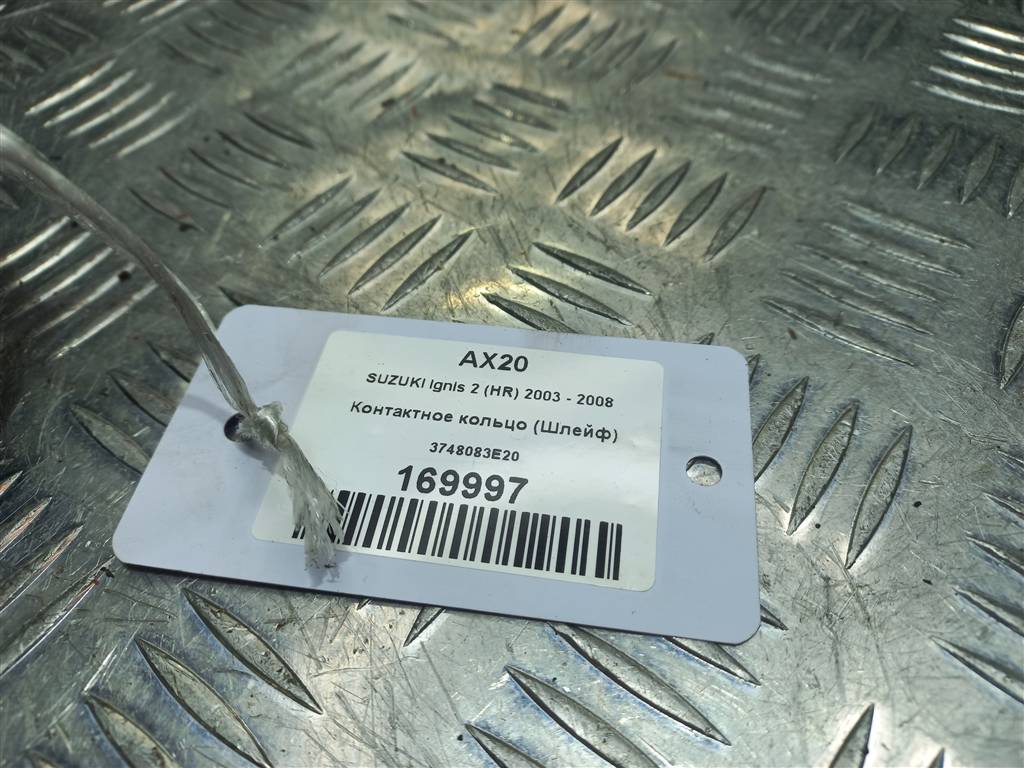 AX20
SUZUKI Ignis 2 (HR) 2003 - 2008
Контактное кольцо (Шлейф)
3748083E20
169997